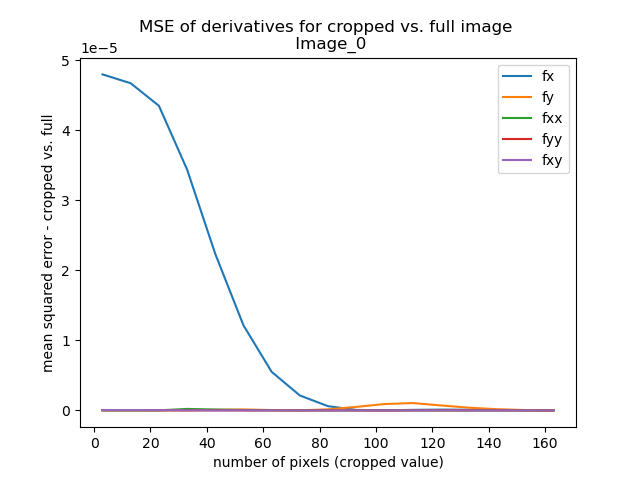 MSE of derivatives for cropped vs. full image
Image_0
1e−5
5
4
3
2
1
0
mean squared error - cropped vs. full
fx
fy
fxx
fyy
fxy
0 20 40 60 80 100 120 140 160
number of pixels (cropped value)